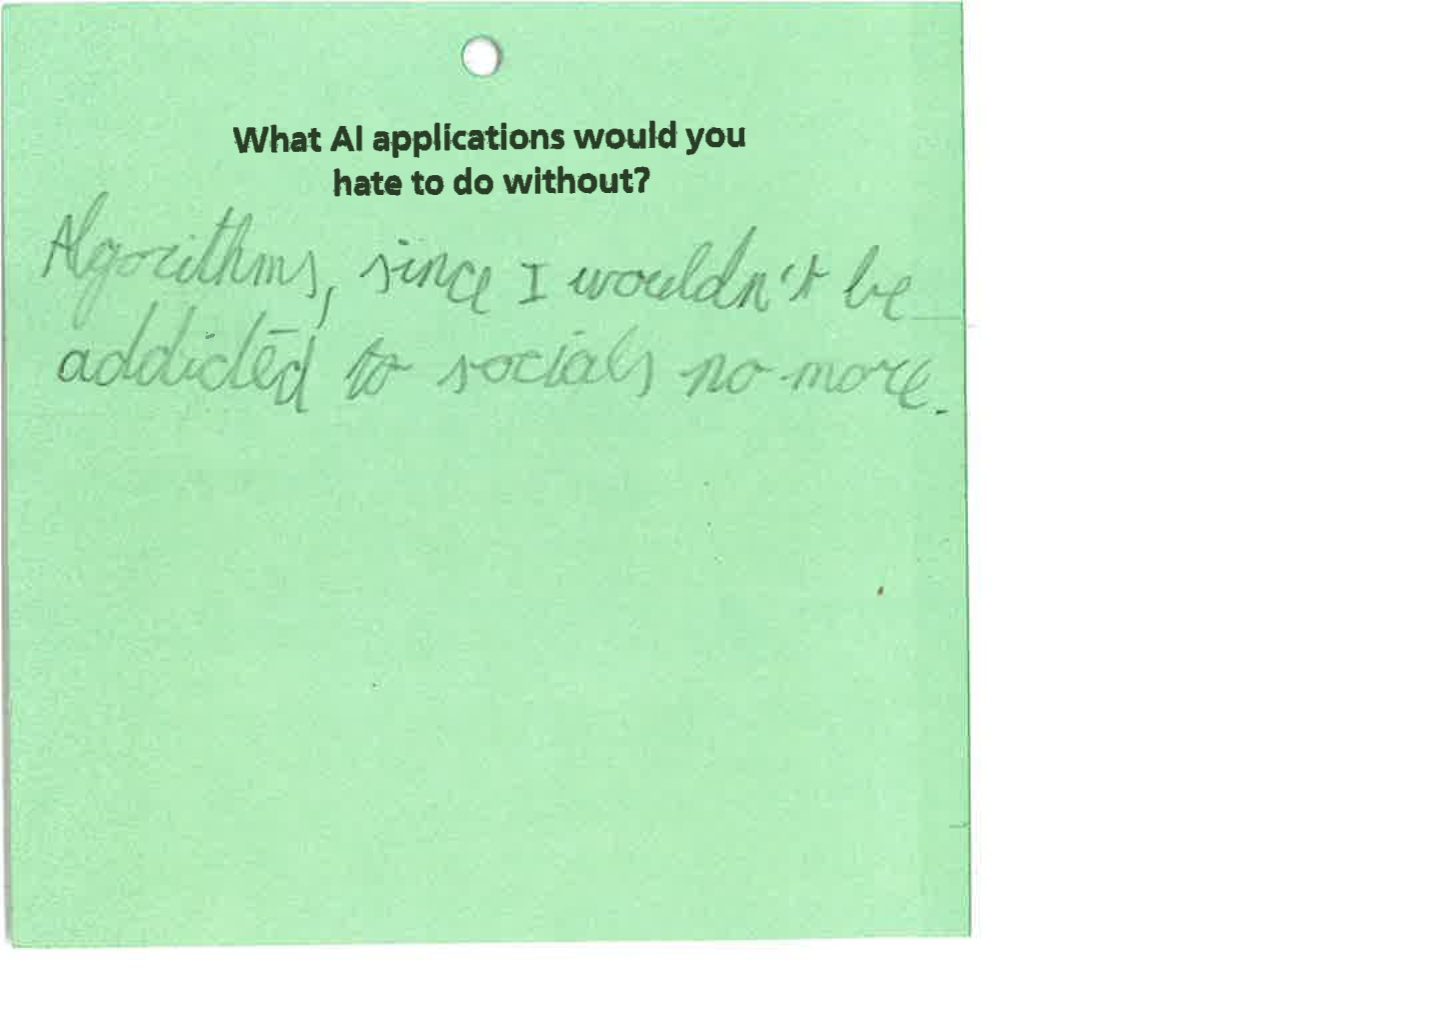 What AI applications would you
hate to do without?
Algorithms, since I wouldn't be
addicted to socials no more.